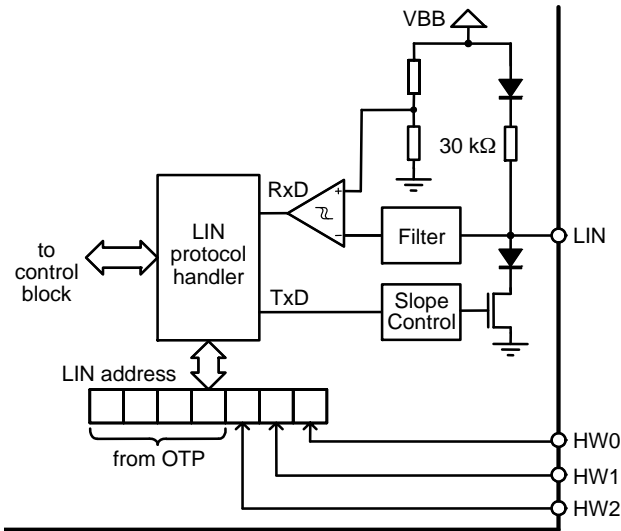 VBB
30 kΩ
RxD
+
−
LIN
protocol
handler
Filter
LIN
to
control
block
TxD
Slope
Control
LIN address
from OTP
HW0
HW1
HW2